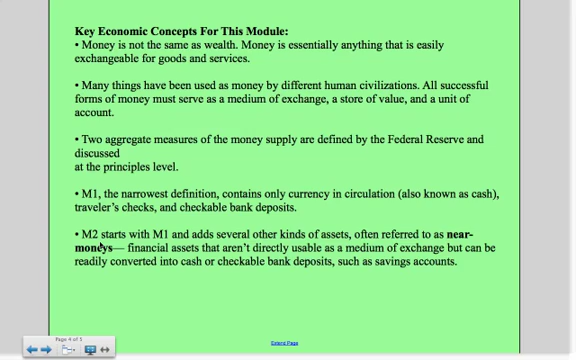 Key Economic Concepts For This Module:
• Money is not the same as wealth. Money is essentially anything that is easily
exchangeable for goods and services.
• Many things have been used as money by different human civilizations. All successful
forms of money must serve as a medium of exchange, a store of value, and a unit of
account.
• Two aggregate measures of the money supply are defined by the Federal Reserve and
discussed
at the principles level.
• M1, the narrowest definition, contains only currency in circulation (also known as cash),
traveler's checks, and checkable bank deposits.
• M2 starts with M1 and adds several other kinds of assets, often referred to as near-
moneys— financial assets that aren't directly usable as a medium of exchange but can be
readily converted into cash or checkable bank deposits, such as savings accounts.
Page 4 of 5
Extend Page